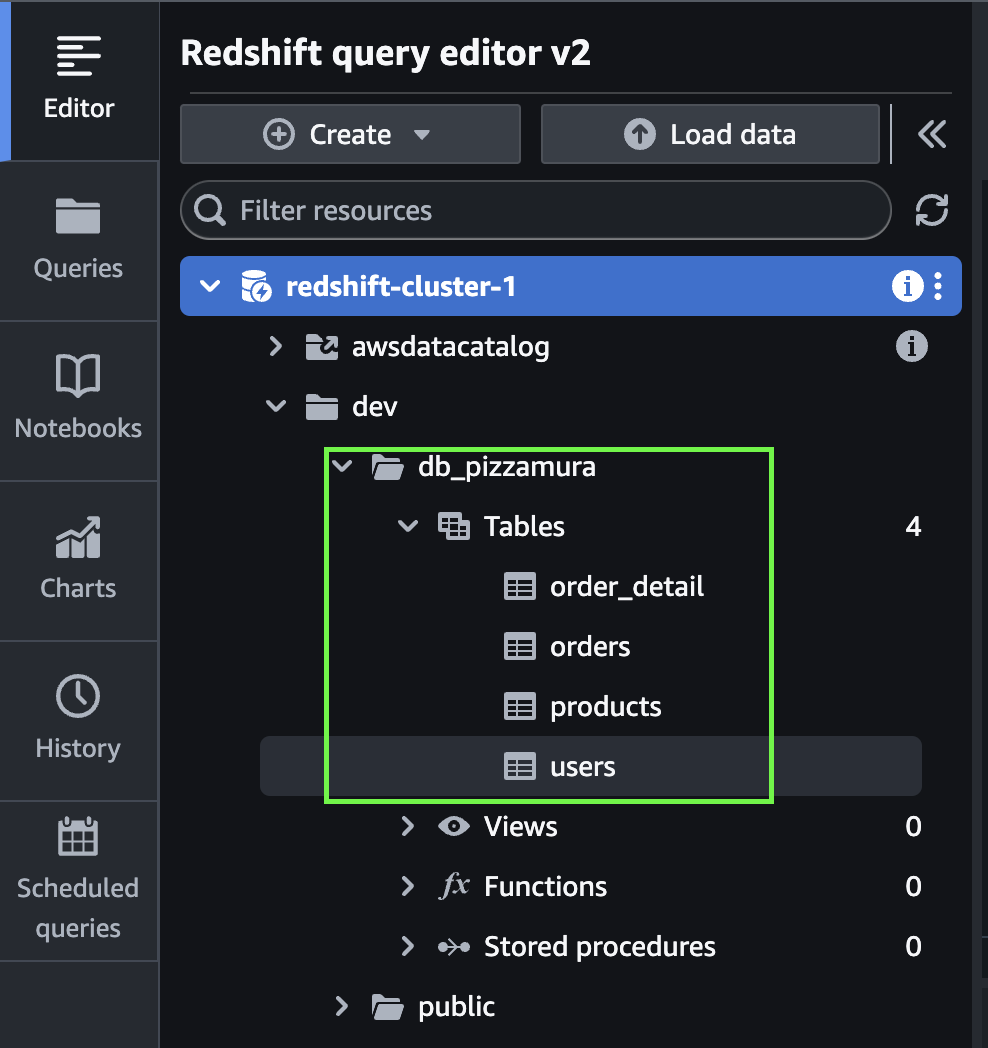 Redshift query editor v2
Editor
Create
Load data
Filter resources
Queries
redshift-cluster-1
awsdatacatalog
Notebooks
dev
db_pizzamura
Tables 4
Charts
order_detail
orders
products
History
users
Views 0
Scheduled
queries
fx Functions 0
Stored procedures 0
public